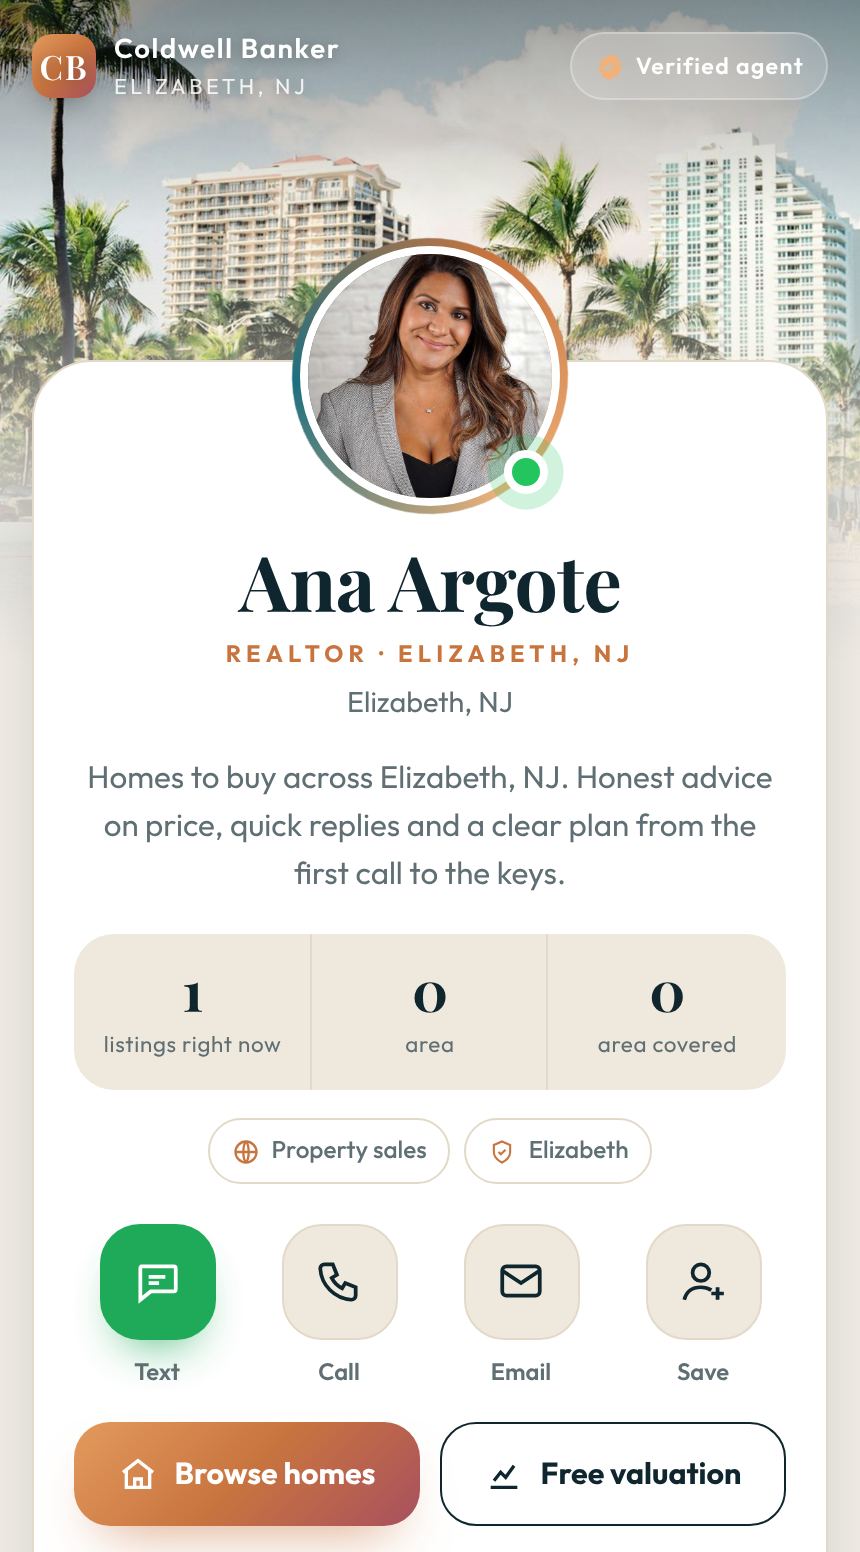 CB
Coldwell Banker
ELIZABETH, NJ
Verified agent
Ana Argote
REALTOR · ELIZABETH, NJ
Elizabeth, NJ
Homes to buy across Elizabeth, NJ. Honest advice
on price, quick replies and a clear plan from the
first call to the keys.
1
listings right now
0
area
0
area covered
Property sales
Elizabeth
Text
Call
Email
Save
Browse homes
Free valuation